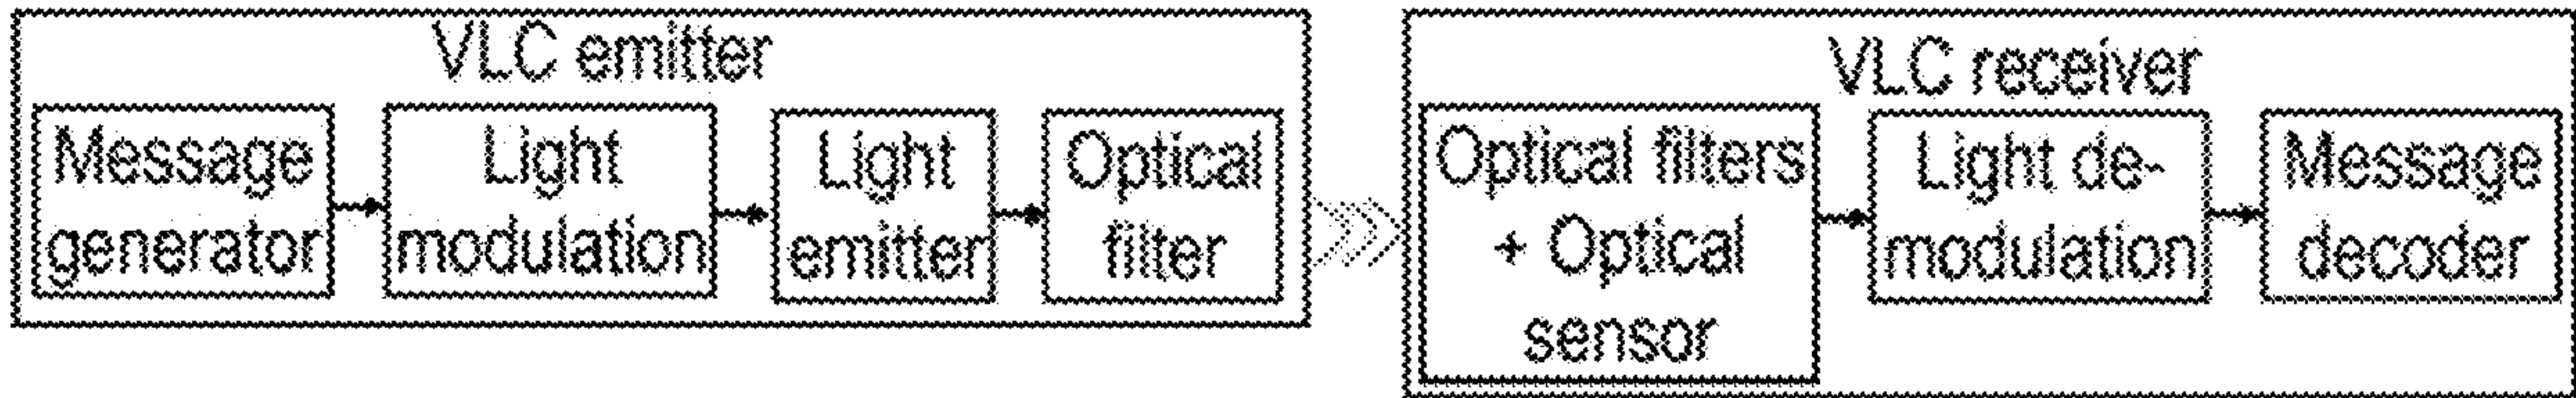 VLC emitter
Message
generator
Light
modulation
Light
emitter
Optical
filter
VLC receiver
Optical filters
+ Optical
sensor
Light de-
modulation
Message
decoder